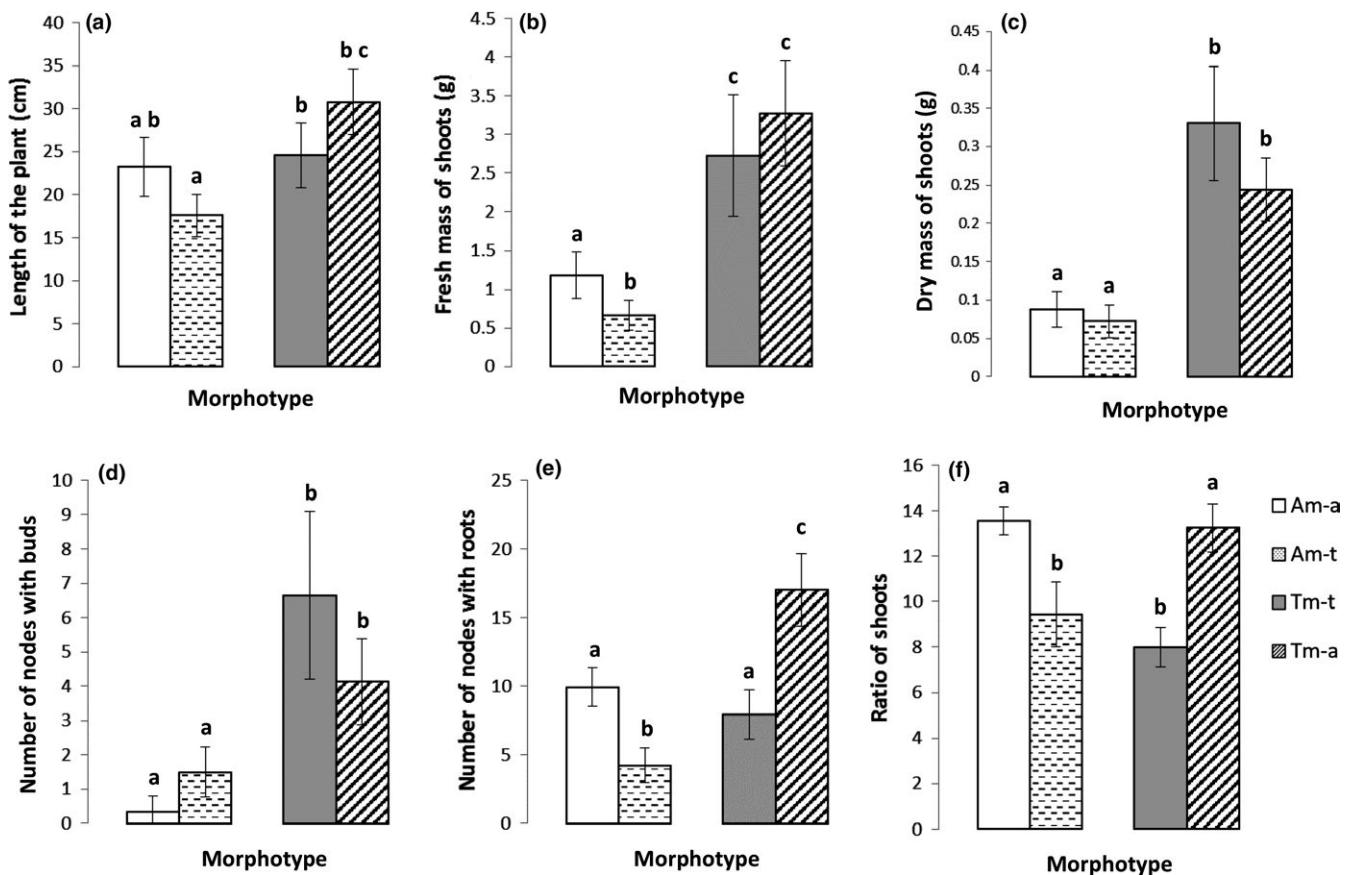 (a)
Length of the plant (cm)
40
35
30
25
20
15
10
5
0
a b
a
b
b c
Morphotype
(b)
Fresh mass of shoots (g)
4.5
4
3.5
3
2.5
2
1.5
1
0.5
0
a
b
c
c
Morphotype
(c)
Dry mass of shoots (g)
0.45
0.4
0.35
0.3
0.25
0.2
0.15
0.1
0.05
0
a
a
b
b
Morphotype
(d)
Number of nodes with buds
10
9
8
7
6
5
4
3
2
1
0
a
a
b
b
Morphotype
(e)
Number of nodes with roots
25
20
15
10
5
0
a
b
a
c
Morphotype
(f)
Ratio of shoots
16
14
12
10
8
6
4
2
0
a
b
b
a
Morphotype
Am-a
Am-t
Tm-t
Tm-a